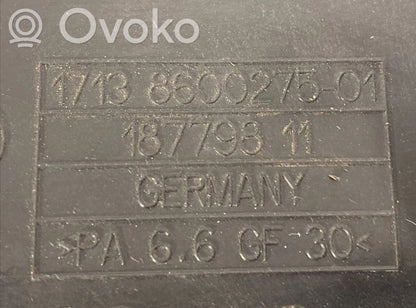 Ovoko
1713 8600275-01
187798 11
GERMANY
>PA 6.6 GF 30<